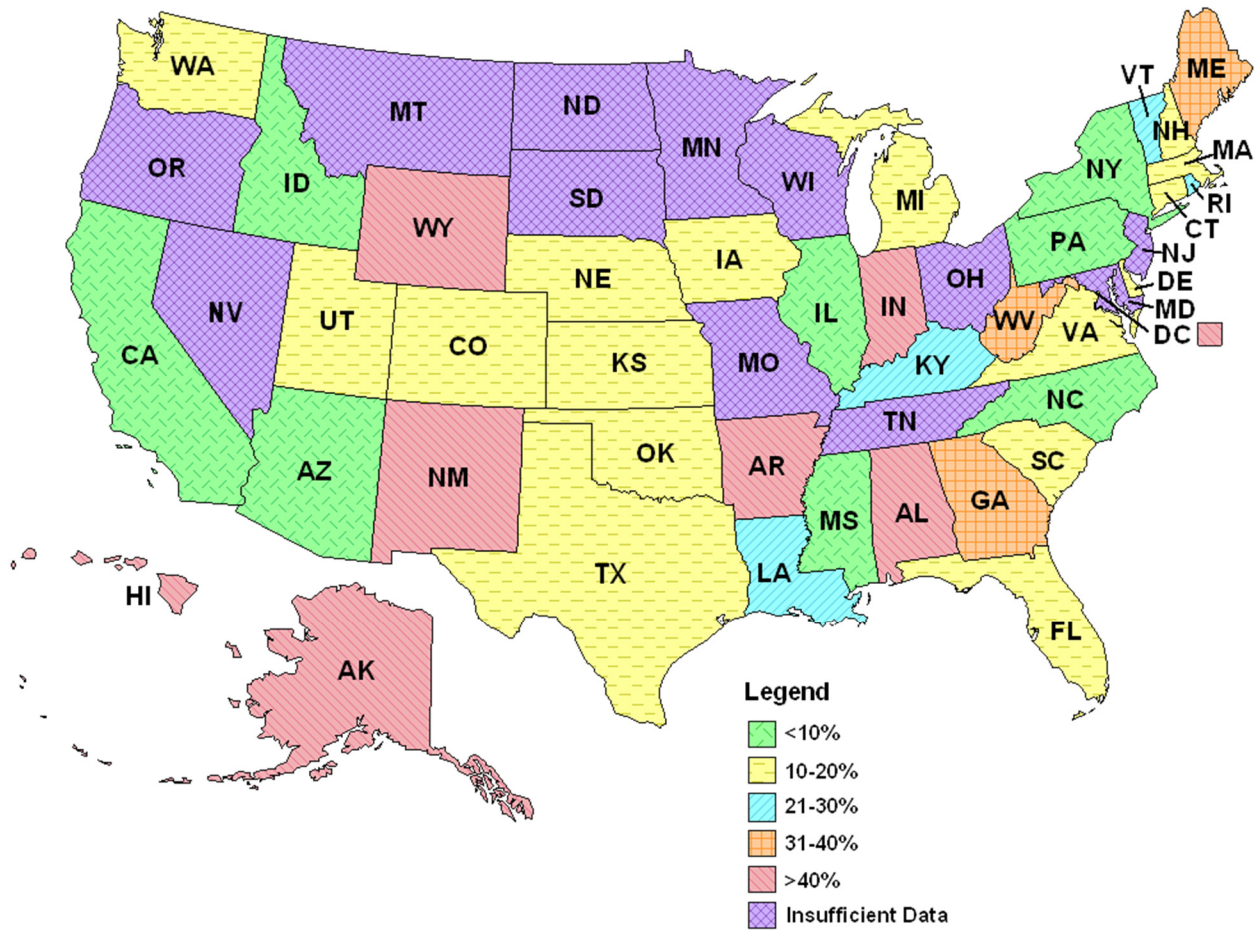 WA
MT
ND
MN
VT
ME
NH
MA
OR
ID
SD
WI
MI
NY
RI
CT
WY
PA
NJ
IA
NE
OH
DE
MD
DC
NV
UT
IL
IN
WV
VA
CA
CO
KS
MO
KY
NC
TN
AZ
NM
OK
AR
SC
MS
AL
GA
TX
LA
HI
FL
AK
Legend
<10%
10-20%
21-30%
31-40%
>40%
Insufficient Data